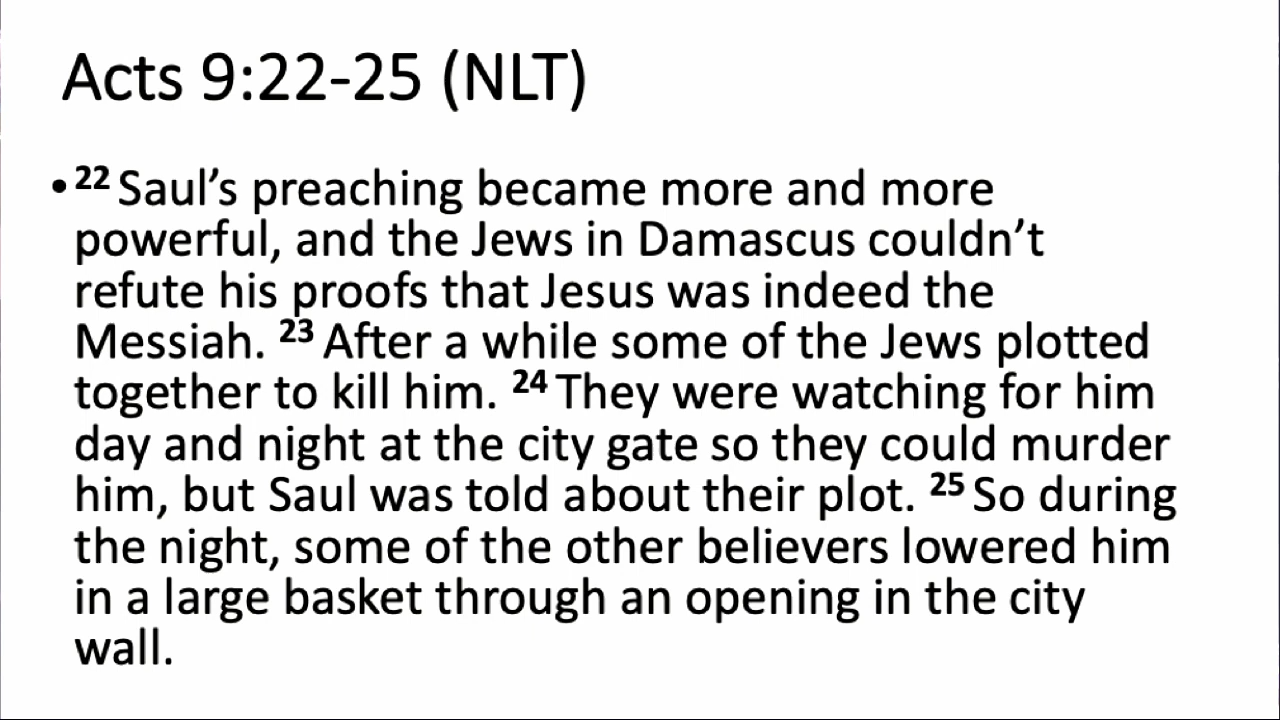 Acts 9:22-25 (NLT)
• 22 Saul’s preaching became more and more
powerful, and the Jews in Damascus couldn’t
refute his proofs that Jesus was indeed the
Messiah. 23 After a while some of the Jews plotted
together to kill him. 24 They were watching for him
day and night at the city gate so they could murder
him, but Saul was told about their plot. 25 So during
the night, some of the other believers lowered him
in a large basket through an opening in the city
wall.